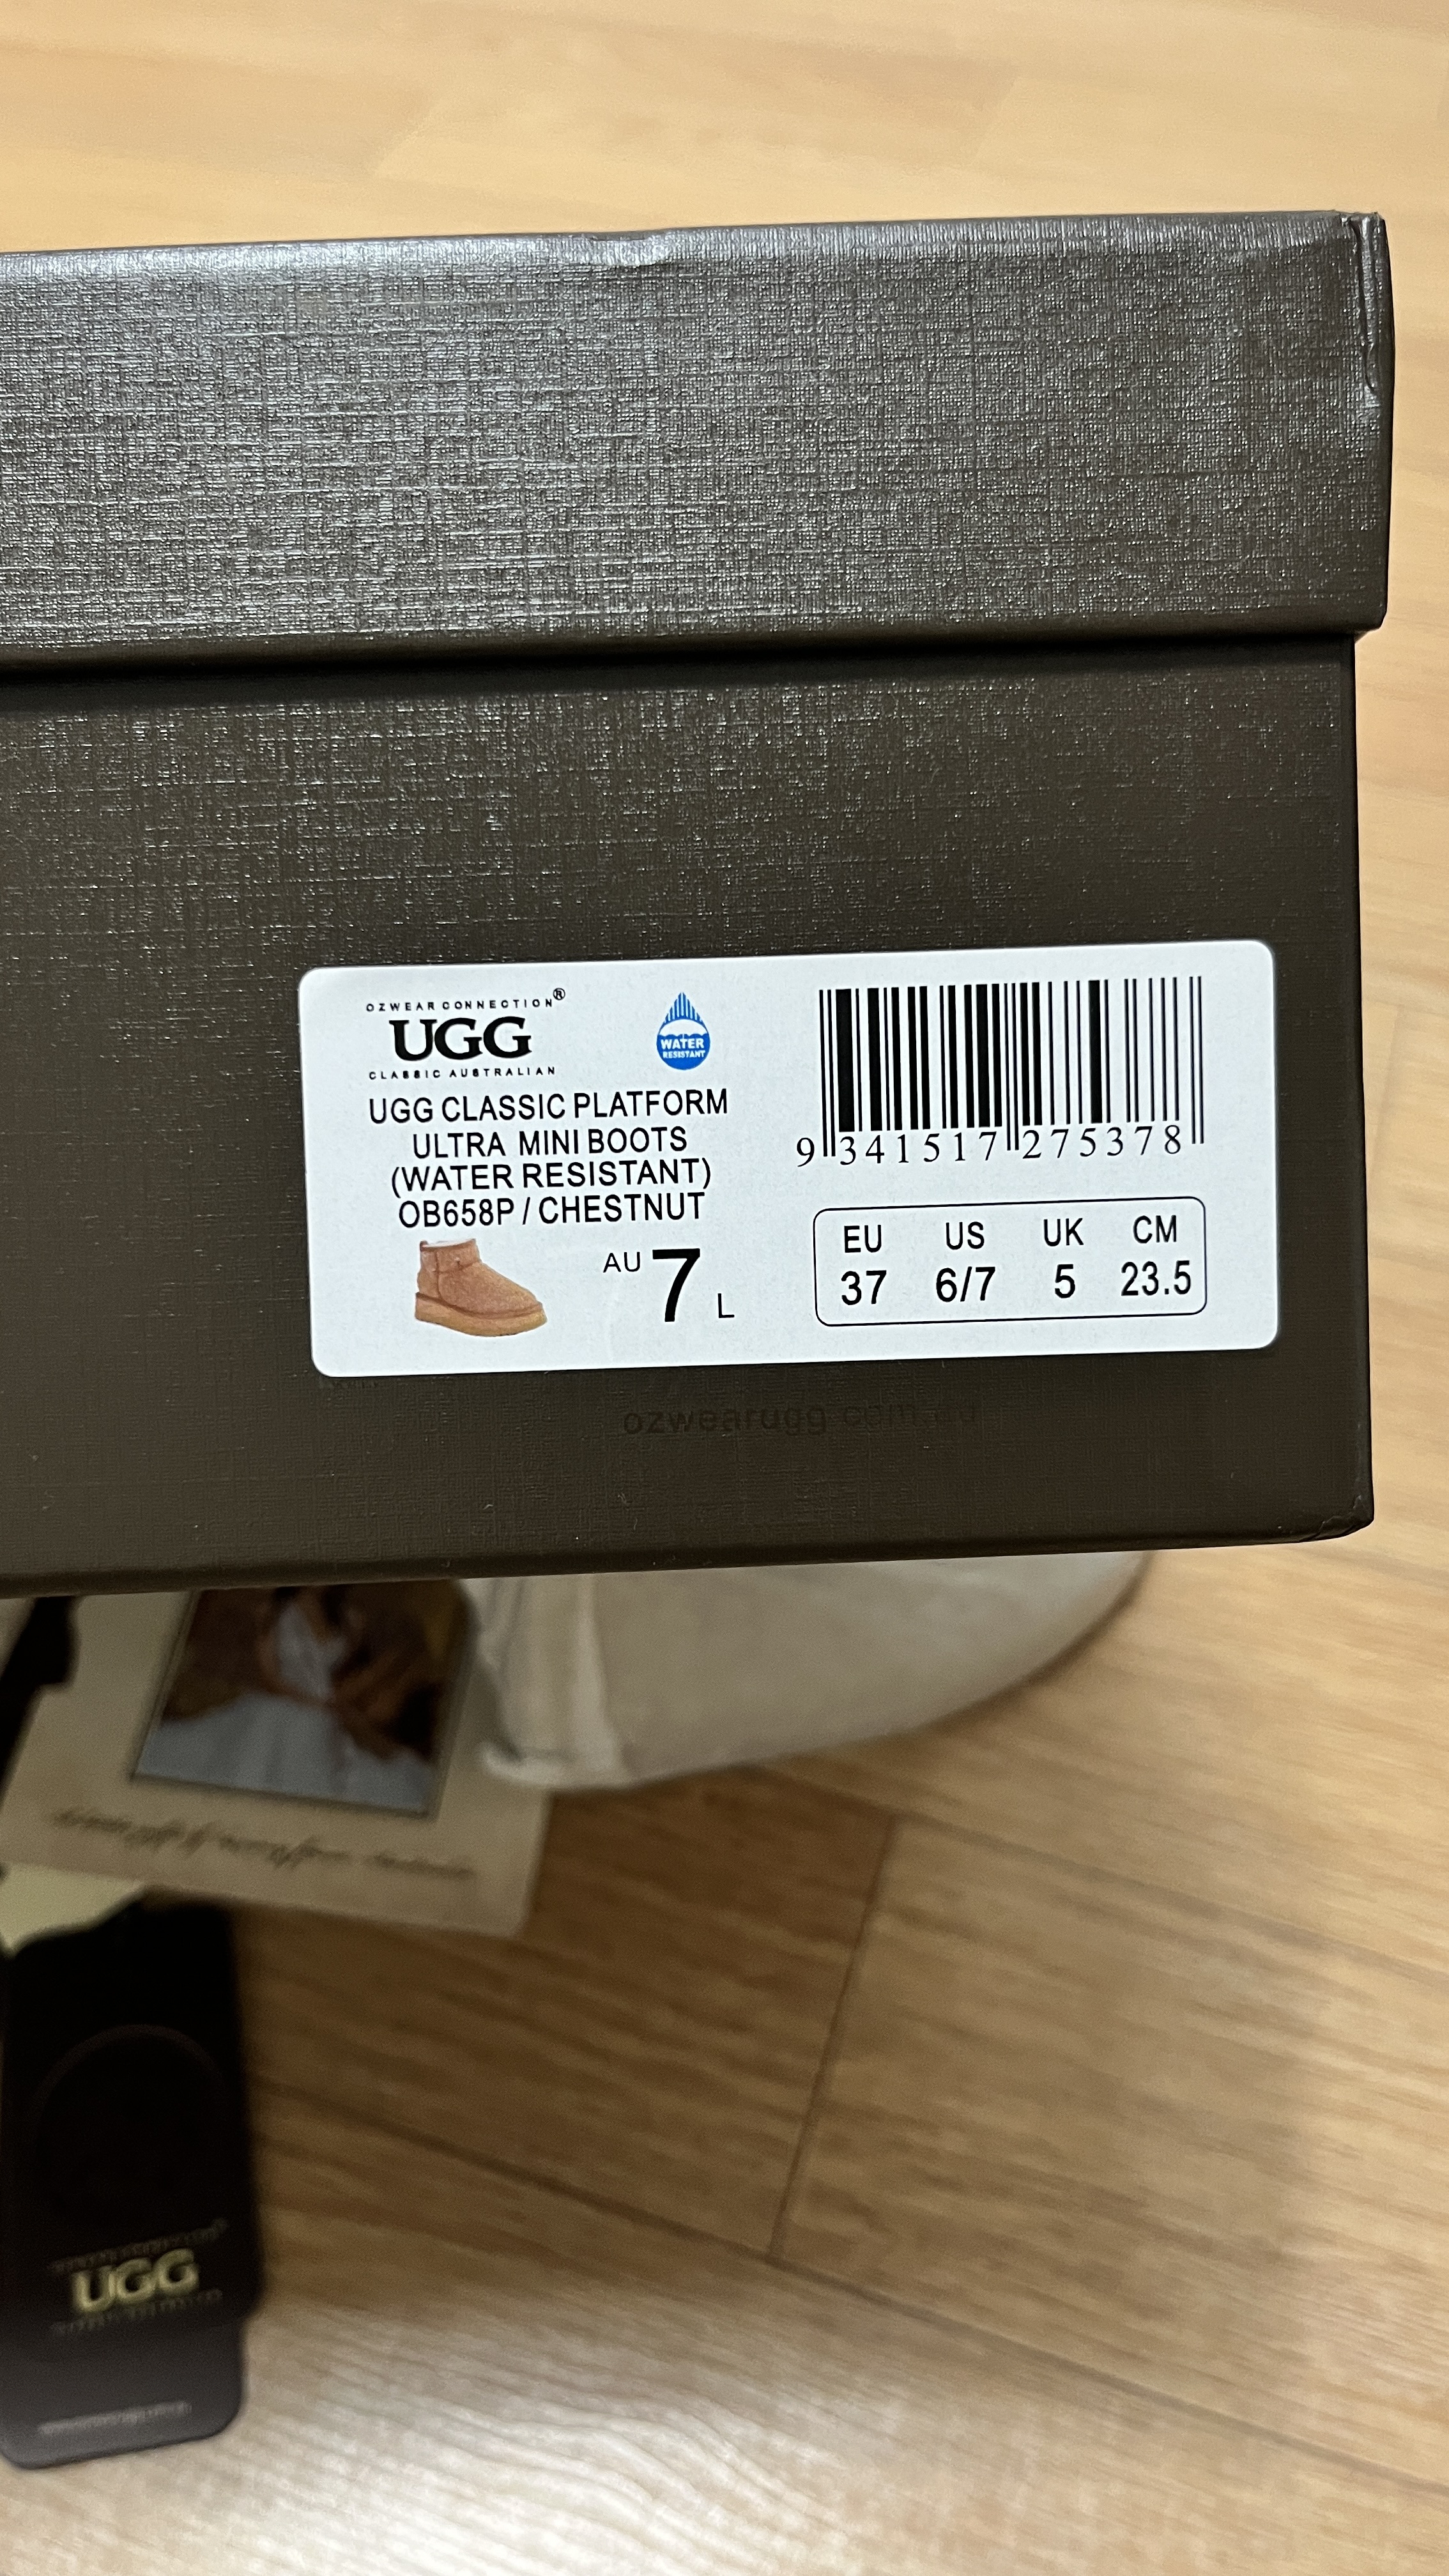 OZWEAR CONNECTION®
UGG
CLASSIC AUSTRALIAN
WATER
RESISTANT
UGG CLASSIC PLATFORM
ULTRA MINI BOOTS
(WATER RESISTANT)
OB658P / CHESTNUT
AU 7 L
9 341517 275378
EU US UK CM
37 6/7 5 23.5
ozwearugg.com.au
UGG